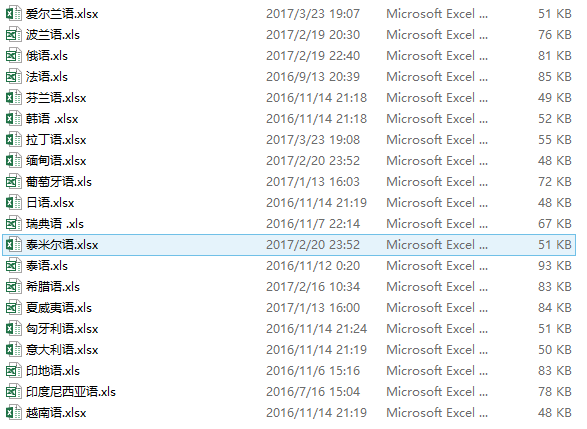 爱尔兰语.xlsx 2017/3/23 19:07 Microsoft Excel ... 51 KB
波兰语.xls 2017/2/19 20:30 Microsoft Excel ... 76 KB
俄语.xls 2017/2/19 22:40 Microsoft Excel ... 81 KB
法语.xls 2016/9/13 20:39 Microsoft Excel ... 85 KB
芬兰语.xlsx 2016/11/14 21:18 Microsoft Excel ... 49 KB
韩语 .xlsx 2016/11/14 21:18 Microsoft Excel ... 52 KB
拉丁语.xlsx 2017/3/23 19:08 Microsoft Excel ... 55 KB
缅甸语.xlsx 2017/2/20 23:52 Microsoft Excel ... 48 KB
葡萄牙语.xls 2017/1/13 16:03 Microsoft Excel ... 72 KB
日语.xlsx 2016/11/14 21:19 Microsoft Excel ... 48 KB
瑞典语 .xls 2016/11/7 22:14 Microsoft Excel ... 67 KB
泰米尔语.xlsx 2017/2/20 23:52 Microsoft Excel ... 51 KB
泰语.xls 2016/11/12 0:20 Microsoft Excel ... 93 KB
希腊语.xls 2017/2/16 10:34 Microsoft Excel ... 83 KB
夏威夷语.xls 2017/1/13 16:00 Microsoft Excel ... 84 KB
匈牙利语.xlsx 2016/11/14 21:24 Microsoft Excel ... 51 KB
意大利语.xlsx 2016/11/14 21:19 Microsoft Excel ... 50 KB
印地语.xls 2016/11/6 15:16 Microsoft Excel ... 83 KB
印度尼西亚语.xls 2016/7/16 15:04 Microsoft Excel ... 78 KB
越南语.xlsx 2016/11/14 21:19 Microsoft Excel ... 48 KB